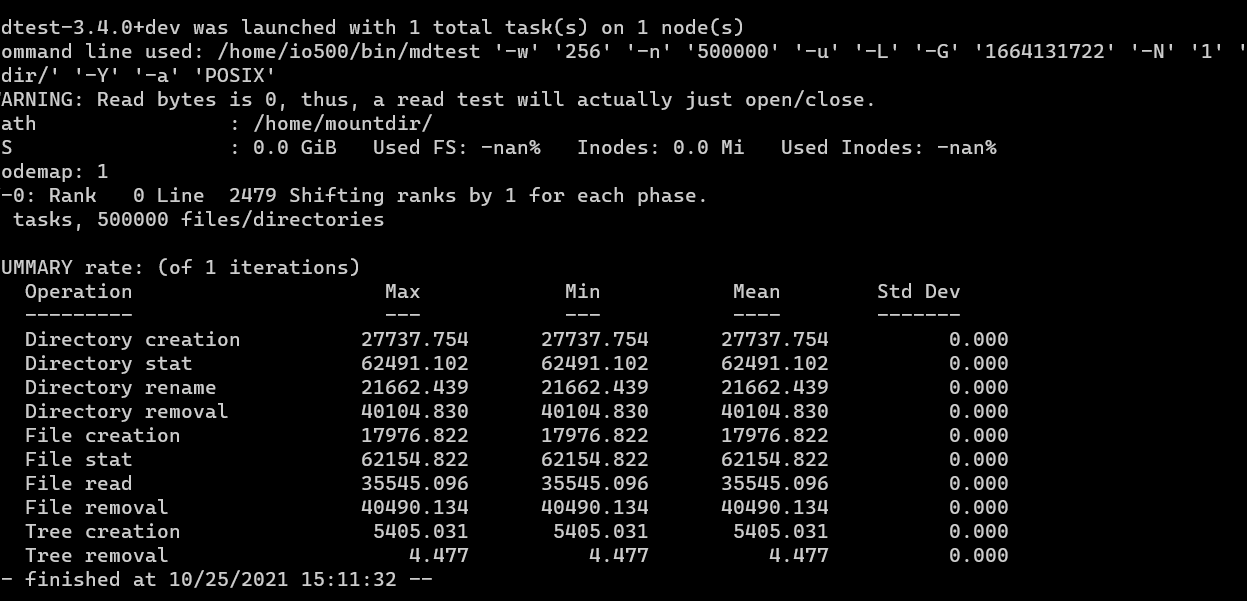 dtest-3.4.0+dev was launched with 1 total task(s) on 1 node(s)
ommand line used: /home/io500/bin/mdtest '-w' '256' '-n' '500000' '-u' '-L' '-G' '1664131722' '-N' '1' '
dir/' '-Y' '-a' 'POSIX'
ARNING: Read bytes is 0, thus, a read test will actually just open/close.
ath                : /home/mountdir/
S                  : 0.0 GiB   Used FS: -nan%   Inodes: 0.0 Mi   Used Inodes: -nan%
odemap: 1
-0: Rank   0 Line  2479 Shifting ranks by 1 for each phase.
 tasks, 500000 files/directories
UMMARY rate: (of 1 iterations)
  Operation                     Max            Min           Mean        Std Dev
  ---------                     ---            ---           ----        -------
  Directory creation          27737.754      27737.754      27737.754          0.000
  Directory stat              62491.102      62491.102      62491.102          0.000
  Directory rename            21662.439      21662.439      21662.439          0.000
  Directory removal           40104.830      40104.830      40104.830          0.000
  File creation               17976.822      17976.822      17976.822          0.000
  File stat                   62154.822      62154.822      62154.822          0.000
  File read                   35545.096      35545.096      35545.096          0.000
  File removal                40490.134      40490.134      40490.134          0.000
  Tree creation                5405.031       5405.031       5405.031          0.000
  Tree removal                    4.477          4.477          4.477          0.000
- finished at 10/25/2021 15:11:32 --